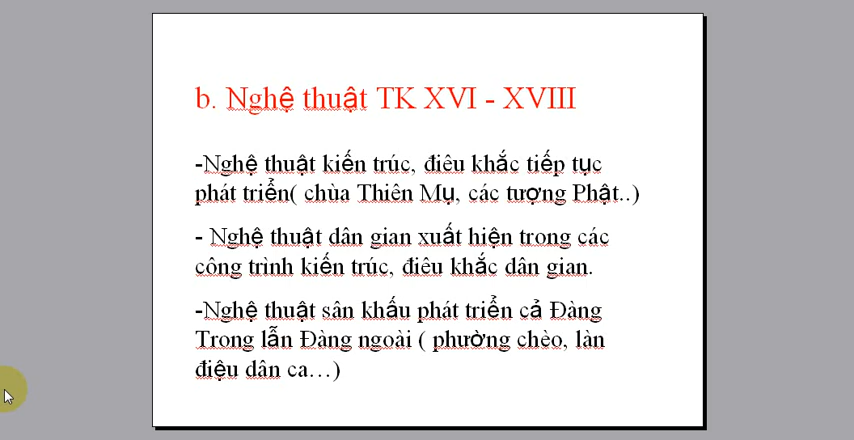 b. Nghệ thuật TK XVI - XVIII
-Nghệ thuật kiến trúc, điêu khắc tiếp tục
phát triển( chùa Thiên Mụ, các tượng Phật..)
- Nghệ thuật dân gian xuất hiện trong các
công trình kiến trúc, điêu khắc dân gian.
-Nghệ thuật sân khấu phát triển cả Đàng
Trong lẫn Đàng ngoài ( phường chèo, làn
điệu dân ca…)